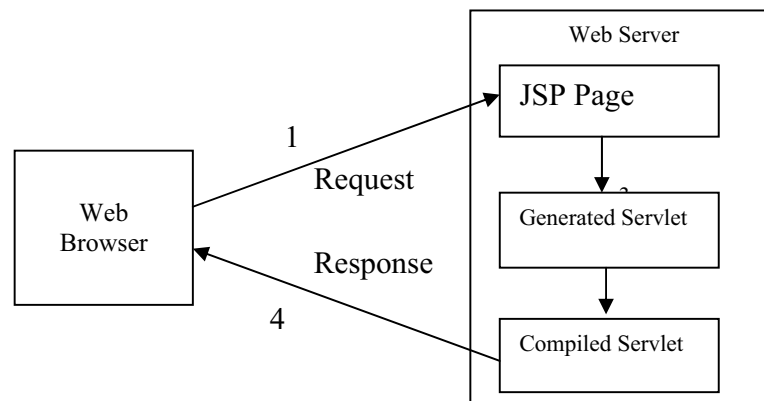 Web Server
JSP Page
1
Request
Web
Browser
Generated Servlet
Response
4
Compiled Servlet